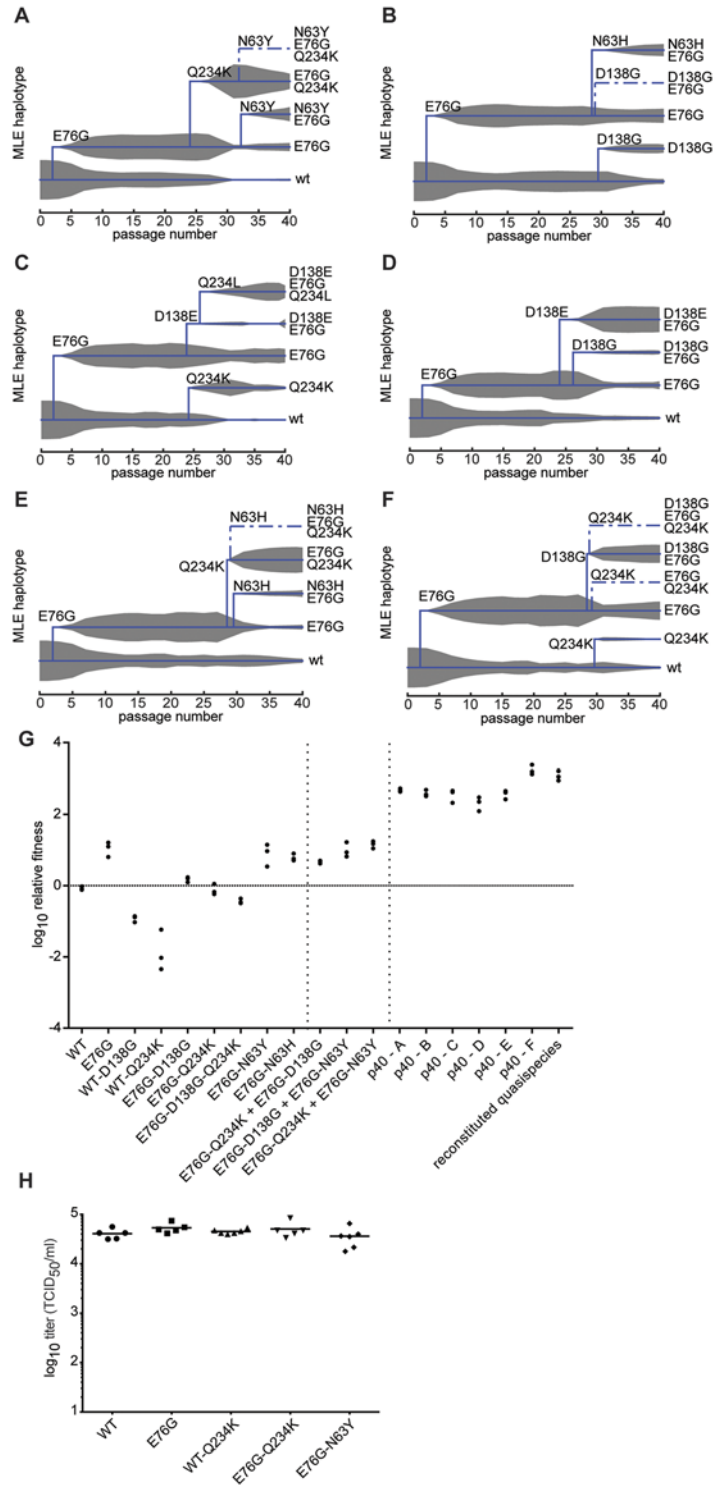 A
MLE haplotype
E76G
Q234K
N63Y
N63Y
N63Y
E76G
Q234K
E76G
Q234K
N63Y
E76G
E76G
wt
0 5 10 15 20 25 30 35 40
passage number
B
MLE haplotype
E76G
N63H
D138G
D138G
N63H
E76G
D138G
E76G
E76G
D138G
wt
0 5 10 15 20 25 30 35 40
passage number
C
MLE haplotype
E76G
D138E
Q234L
Q234K
D138E
E76G
Q234L
D138E
E76G
E76G
Q234K
wt
0 5 10 15 20 25 30 35 40
passage number
D
MLE haplotype
E76G
D138E
D138G
D138E
E76G
D138G
E76G
E76G
wt
0 5 10 15 20 25 30 35 40
passage number
E
MLE haplotype
E76G
Q234K
N63H
N63H
N63H
E76G
Q234K
E76G
Q234K
N63H
E76G
E76G
wt
0 5 10 15 20 25 30 35 40
passage number
F
MLE haplotype
E76G
D138G
Q234K
Q234K
Q234K
D138G
E76G
Q234K
D138G
E76G
E76G
Q234K
E76G
Q234K
wt
0 5 10 15 20 25 30 35 40
passage number
G
log10 relative fitness
4
2
0
-2
-4
WT
E76G
WT-D138G
WT-Q234K
E76G-D138G
E76G-Q234K
E76G-D138G-Q234K
E76G-N63Y
E76G-N63H
E76G-Q234K + E76G-D138G
E76G-D138G + E76G-N63Y
E76G-Q234K + E76G-N63Y
p40 - A
p40 - B
p40 - C
p40 - D
p40 - E
p40 - F
reconstituted quasispecies
H
log10 titer (TCID50/ml)
5
4
3
2
1
WT
E76G
WT-Q234K
E76G-Q234K
E76G-N63Y